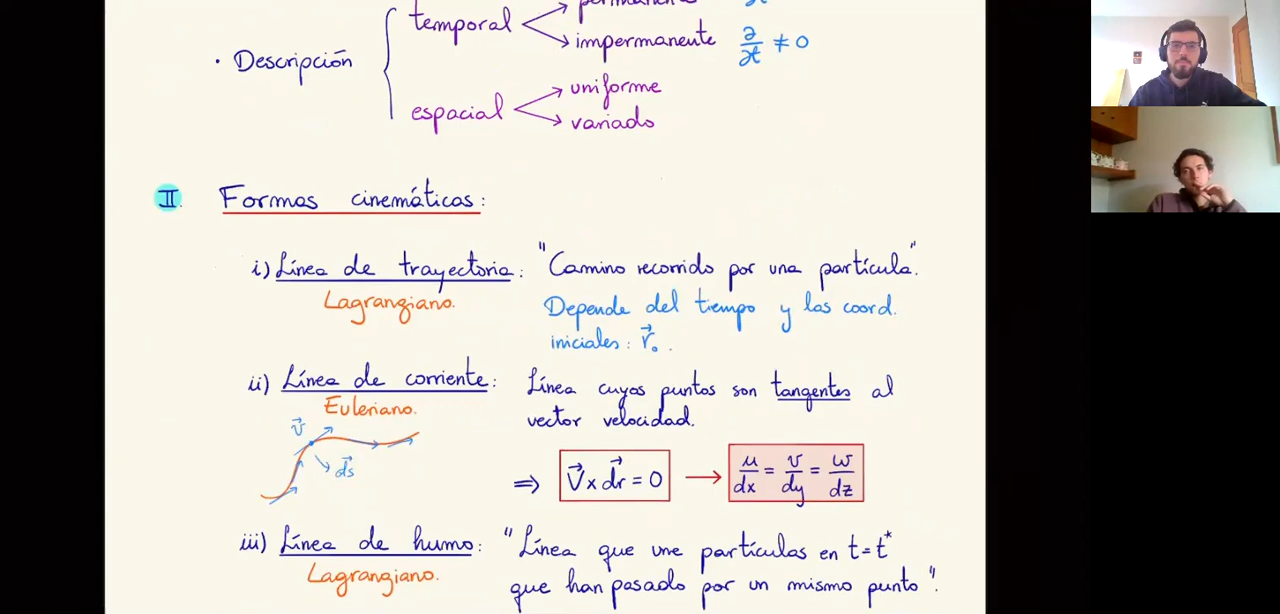 temporal
impermanente ∂/∂t ≠ 0
· Descripción
uniforme
espacial
variado
II. Formas cinemáticas:
i) Línea de trayectoria: "Camino recorrido por una partícula".
Lagrangiano. Depende del tiempo y las coord.
iniciales: r⃗₀.
ii) Línea de corriente: Línea cuyos puntos son tangentes al
Euleriano. vector velocidad.
v⃗
ds⃗
⇒ V⃗ x dr⃗ = 0 → u/dx = v/dy = w/dz
iii) Línea de humo: "Línea que une partículas en t=t*
Lagrangiano. que han pasado por un mismo punto".